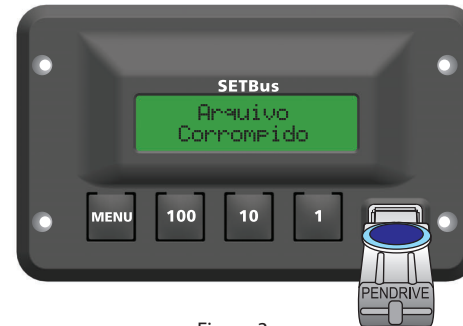 SETBus
Arquivo
Corrompido
MENU 100 10 1
PENDRIVE